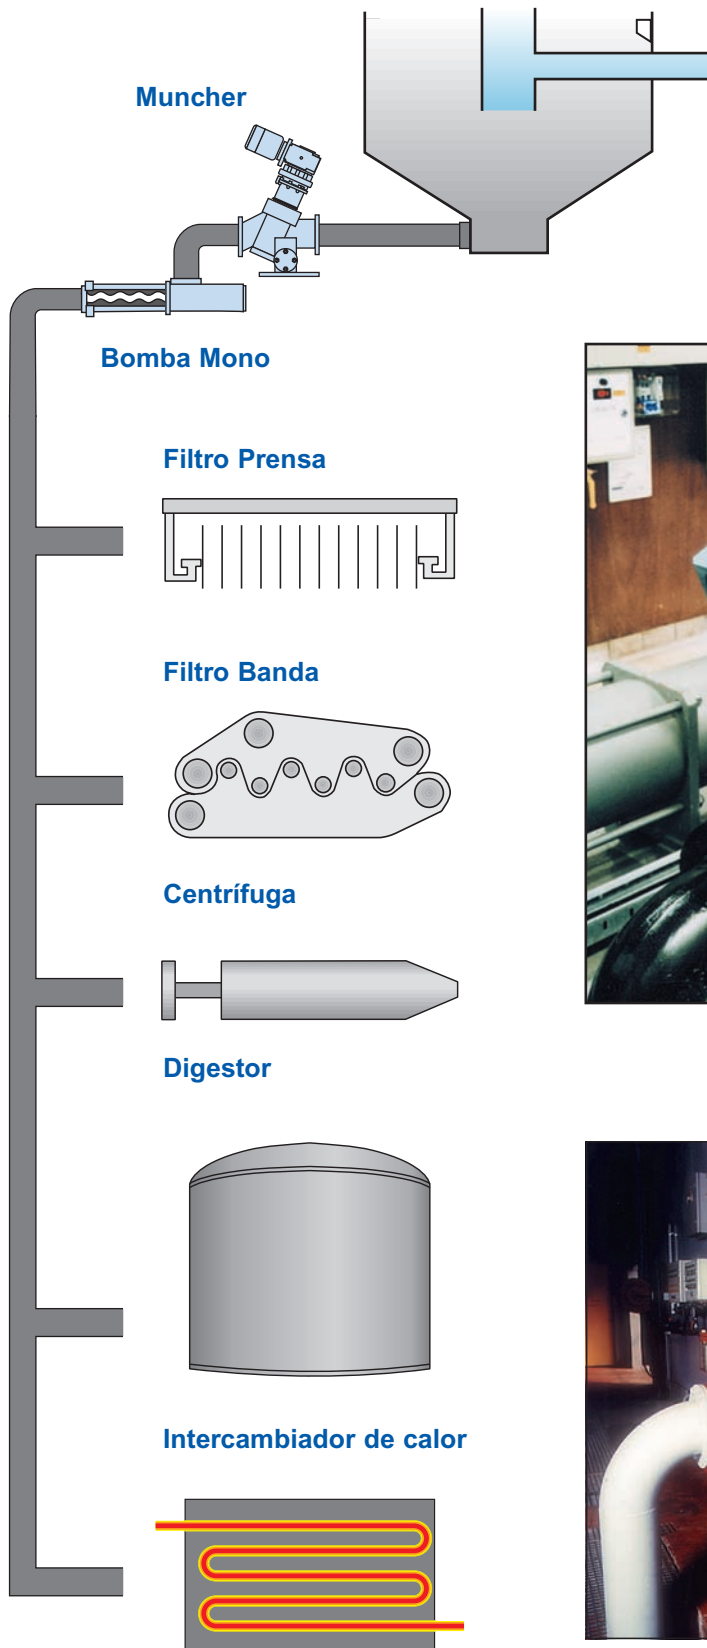 Muncher
Bomba Mono
Filtro Prensa
Filtro Banda
Centrífuga
Digestor
Intercambiador de calor